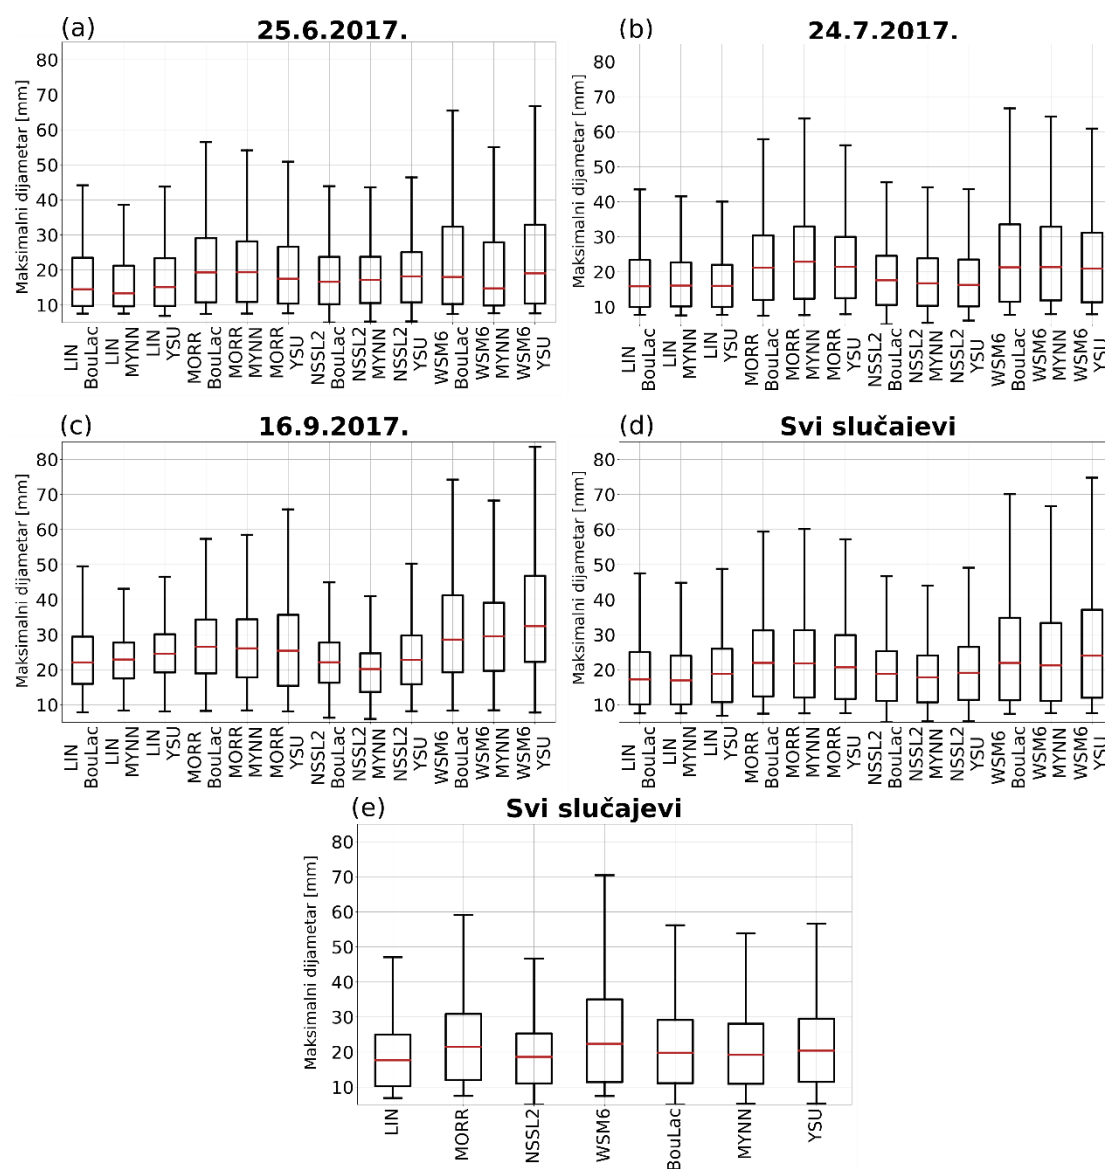 (a) 25.6.2017.
Maksimalni dijametar [mm]
80
70
60
50
40
30
20
10
LIN BouLac
LIN MYNN
LIN YSU
MORR BouLac
MORR MYNN
MORR YSU
NSSL2 BouLac
NSSL2 MYNN
NSSL2 YSU
WSM6 BouLac
WSM6 MYNN
WSM6 YSU
(b) 24.7.2017.
Maksimalni dijametar [mm]
80
70
60
50
40
30
20
10
LIN BouLac
LIN MYNN
LIN YSU
MORR BouLac
MORR MYNN
MORR YSU
NSSL2 BouLac
NSSL2 MYNN
NSSL2 YSU
WSM6 BouLac
WSM6 MYNN
WSM6 YSU
(c) 16.9.2017.
Maksimalni dijametar [mm]
80
70
60
50
40
30
20
10
LIN BouLac
LIN MYNN
LIN YSU
MORR BouLac
MORR MYNN
MORR YSU
NSSL2 BouLac
NSSL2 MYNN
NSSL2 YSU
WSM6 BouLac
WSM6 MYNN
WSM6 YSU
(d) Svi slučajevi
Maksimalni dijametar [mm]
80
70
60
50
40
30
20
10
LIN BouLac
LIN MYNN
LIN YSU
MORR BouLac
MORR MYNN
MORR YSU
NSSL2 BouLac
NSSL2 MYNN
NSSL2 YSU
WSM6 BouLac
WSM6 MYNN
WSM6 YSU
(e) Svi slučajevi
Maksimalni dijametar [mm]
80
70
60
50
40
30
20
10
LIN
MORR
NSSL2
WSM6
BouLac
MYNN
YSU